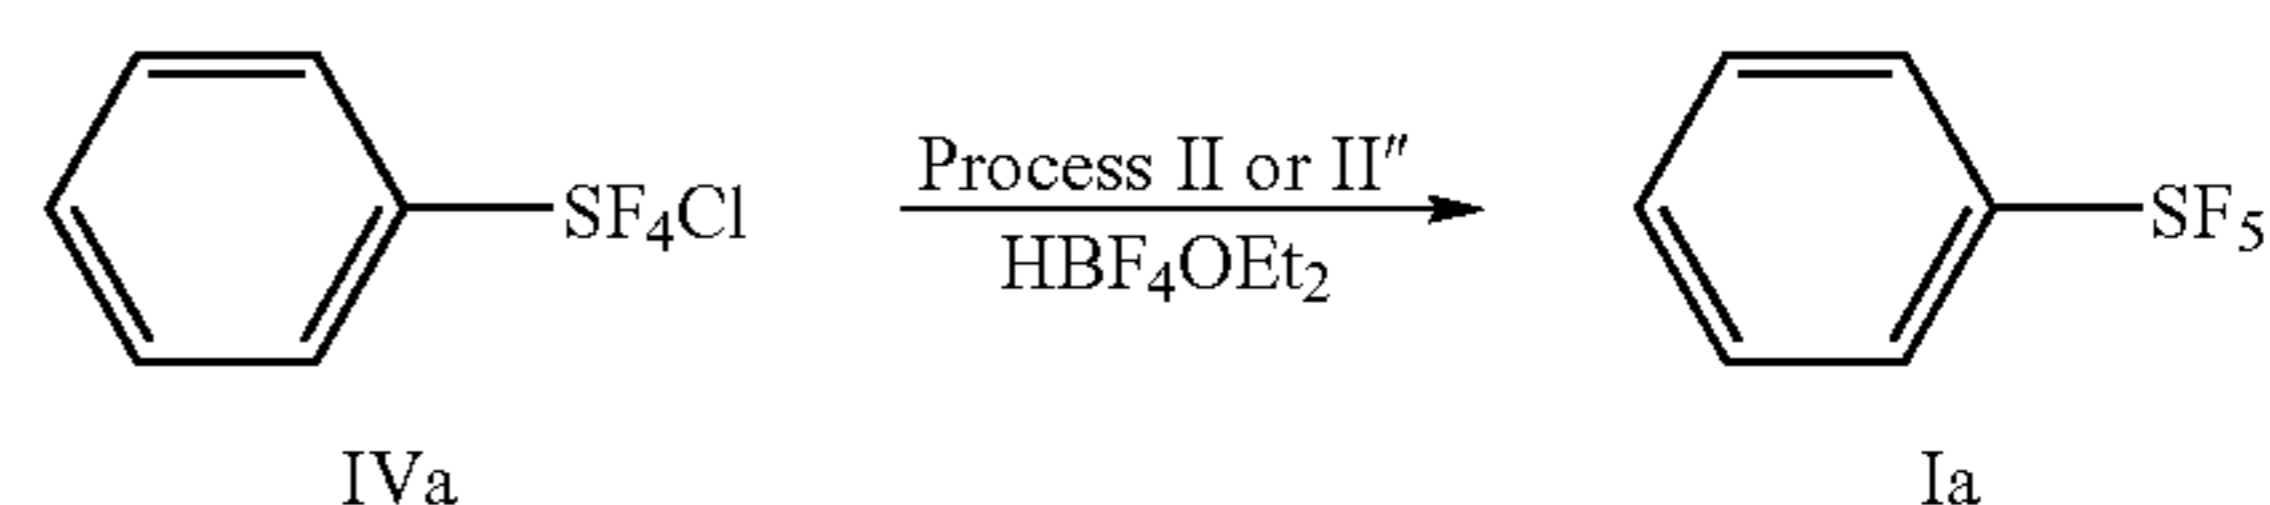 Process II or II″
SF₄Cl
SF₅
HBF₄OEt₂
IVa
Ia